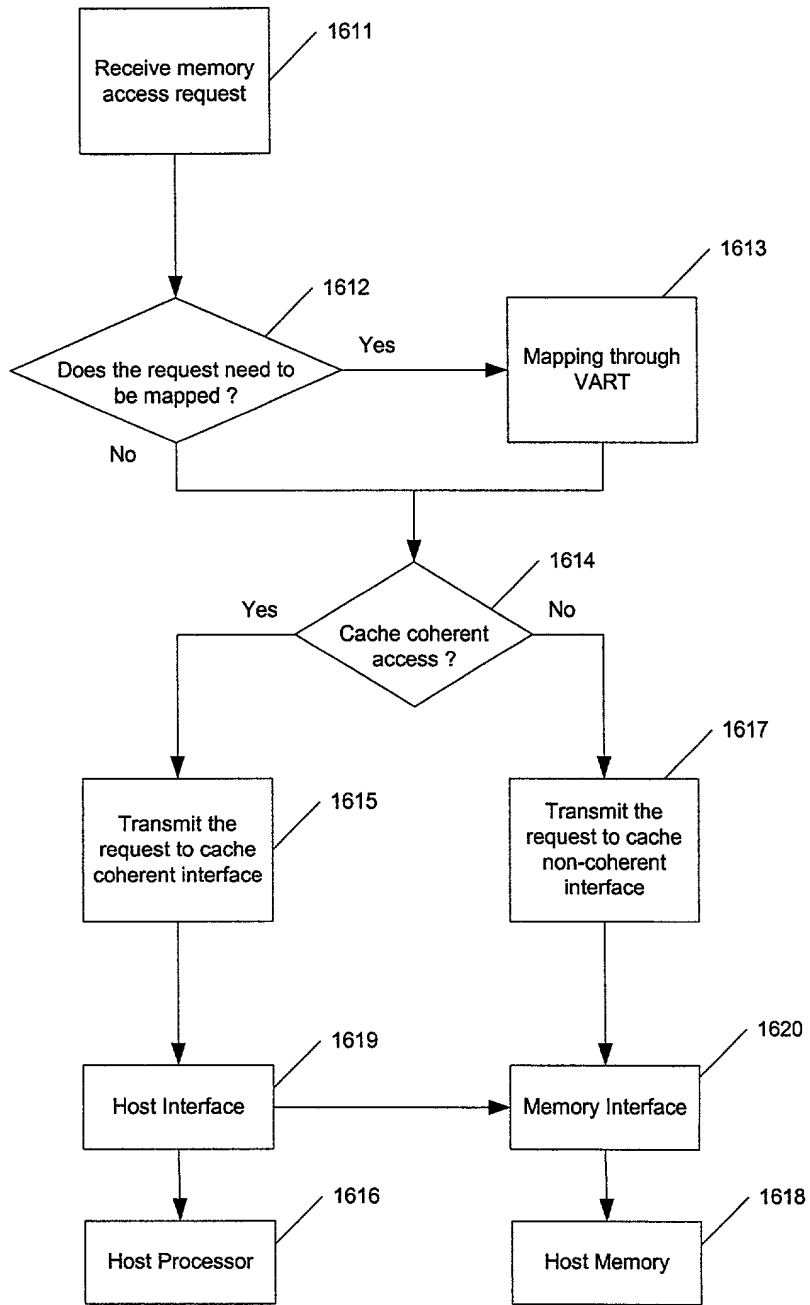 1611
Receive memory
access request
1612
1613
Does the request need to
be mapped ?
Yes
Mapping through
VART
No
1614
Yes
No
Cache coherent
access ?
1617
1615
Transmit the
request to cache
coherent interface
Transmit the
request to cache
non-coherent
interface
1619
1620
Host Interface
Memory Interface
1616
1618
Host Processor
Host Memory